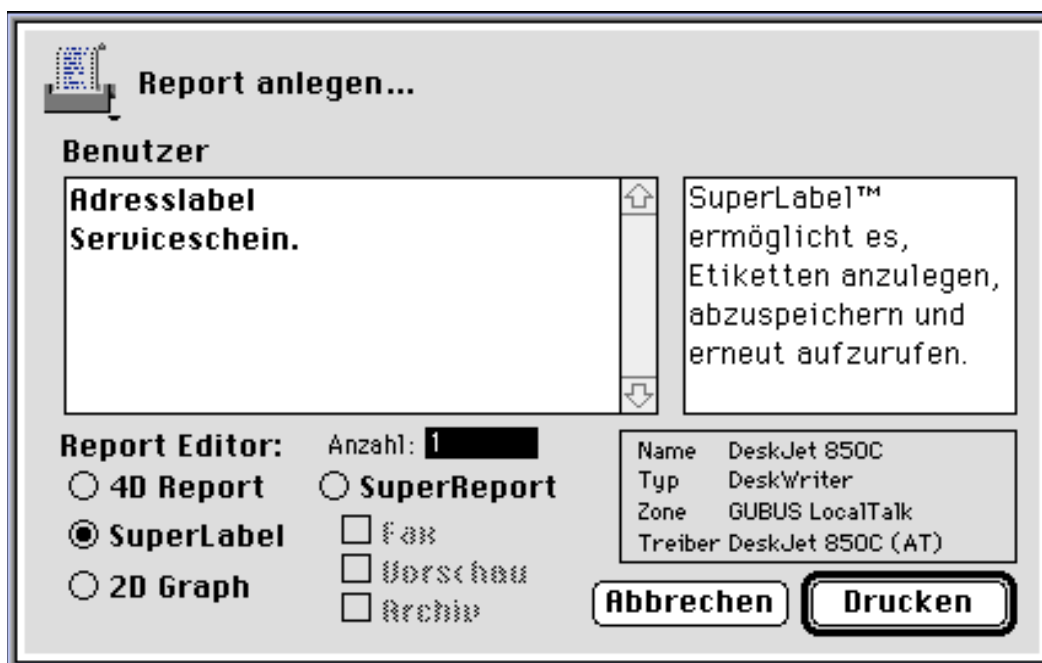 Report anlegen...
Benutzer
Adresslabel
Serviceschein.
SuperLabel™
ermöglicht es,
Etiketten anzulegen,
abzuspeichern und
erneut aufzurufen.
Report Editor:
Anzahl: 1
4D Report
SuperReport
SuperLabel
Fax
2D Graph
Vorschau
Archiv
Name DeskJet 850C
Typ DeskWriter
Zone GUBUS LocalTalk
Treiber DeskJet 850C (AT)
Abbrechen
Drucken